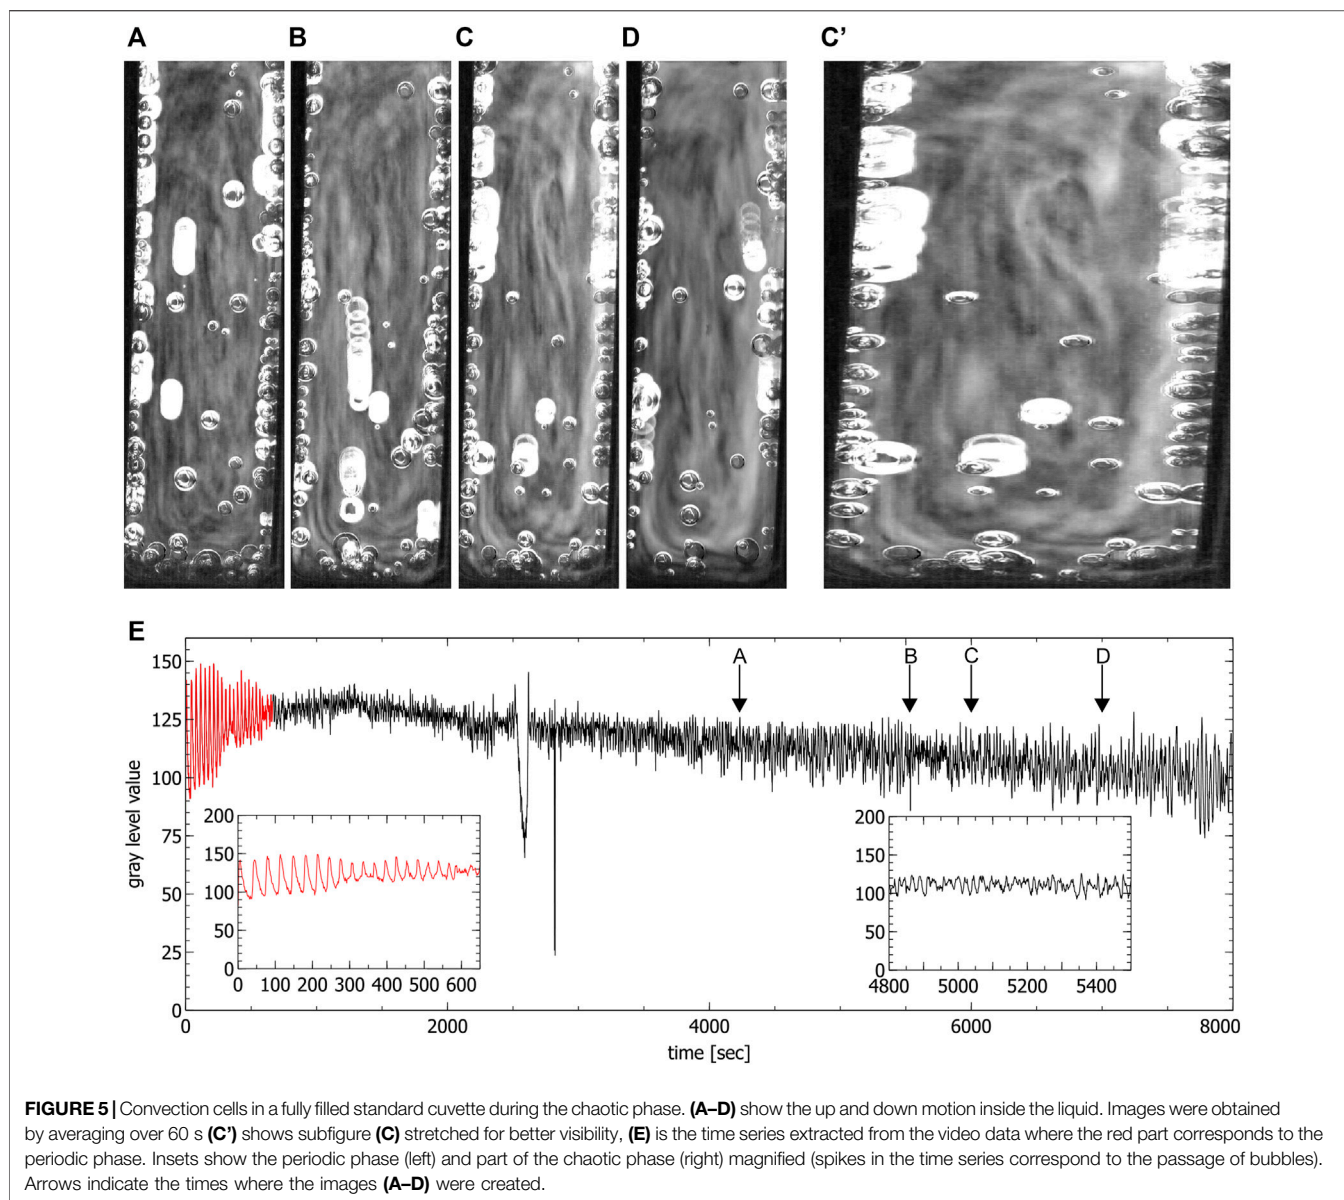 A B C D C’
E
A B C D
150
125
100
75
50
25
0
gray level value
0 2000 4000 6000 8000
time [sec]
200
150
100
50
0
0 100 200 300 400 500 600
200
150
100
50
0
4800 5000 5200 5400
FIGURE 5 | Convection cells in a fully filled standard cuvette during the chaotic phase. (A–D) show the up and down motion inside the liquid. Images were obtained
by averaging over 60 s (C’) shows subfigure (C) stretched for better visibility, (E) is the time series extracted from the video data where the red part corresponds to the
periodic phase. Insets show the periodic phase (left) and part of the chaotic phase (right) magnified (spikes in the time series correspond to the passage of bubbles).
Arrows indicate the times where the images (A–D) were created.